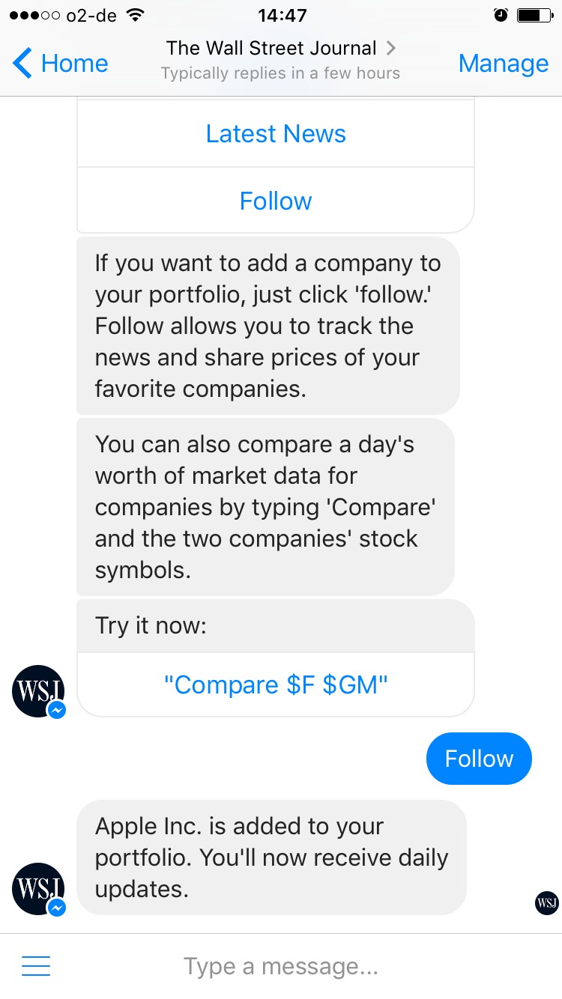 o2-de 14:47
Home The Wall Street Journal Manage
Typically replies in a few hours
Latest News
Follow
If you want to add a company to
your portfolio, just click 'follow.'
Follow allows you to track the
news and share prices of your
favorite companies.
You can also compare a day's
worth of market data for
companies by typing 'Compare'
and the two companies' stock
symbols.
Try it now:
"Compare $F $GM"
WSJ
Follow
Apple Inc. is added to your
portfolio. You'll now receive daily
updates.
WSJ
WSJ
Type a message...